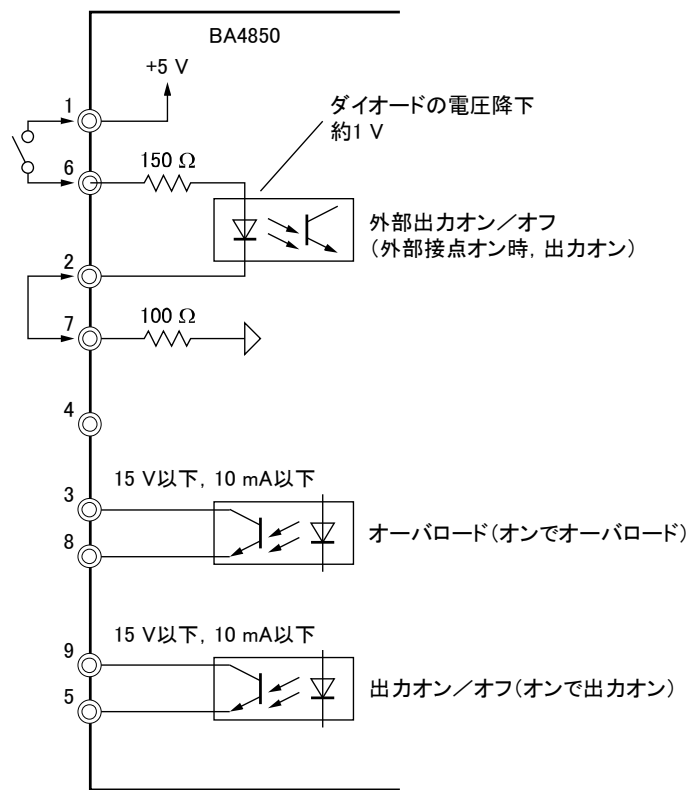 BA4850
+5 V
1
ダイオードの電圧降下
約1 V
6
150 Ω
外部出力オン／オフ
（外部接点オン時，出力オン）
2
7
100 Ω
4
15 V以下，10 mA以下
3
オーバロード（オンでオーバロード）
8
15 V以下，10 mA以下
9
出力オン／オフ（オンで出力オン）
5